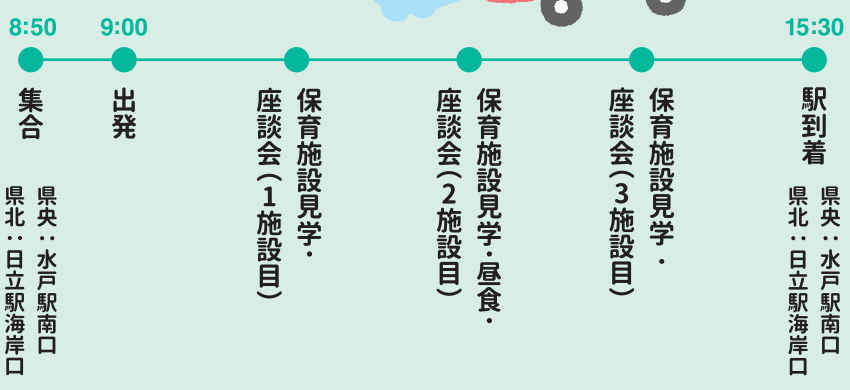 8:50
集合
県央：水戸駅南口
県北：日立駅海岸口
9:00
出発
保育施設見学・
座談会（1施設目）
保育施設見学・昼食・
座談会（2施設目）
保育施設見学・
座談会（3施設目）
15:30
駅到着
県央：水戸駅南口
県北：日立駅海岸口